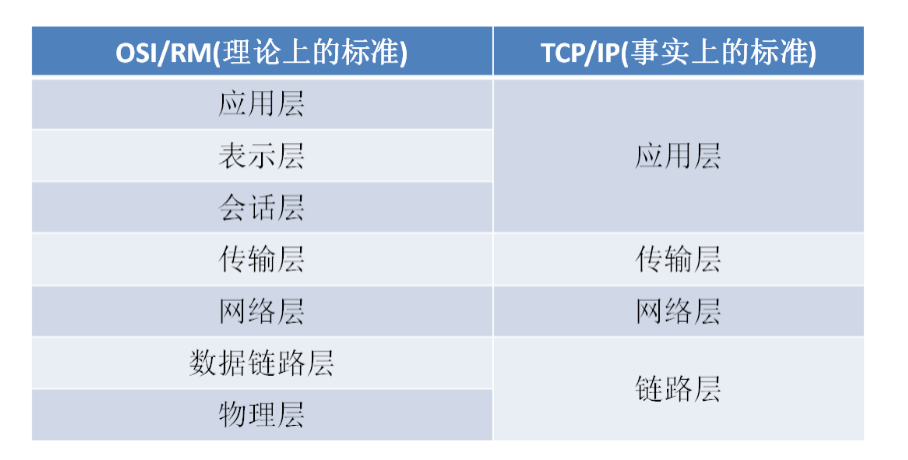 OSI/RM(理论上的标准) TCP/IP(事实上的标准)
应用层
表示层
应用层
会话层
传输层 传输层
网络层 网络层
数据链路层
链路层
物理层